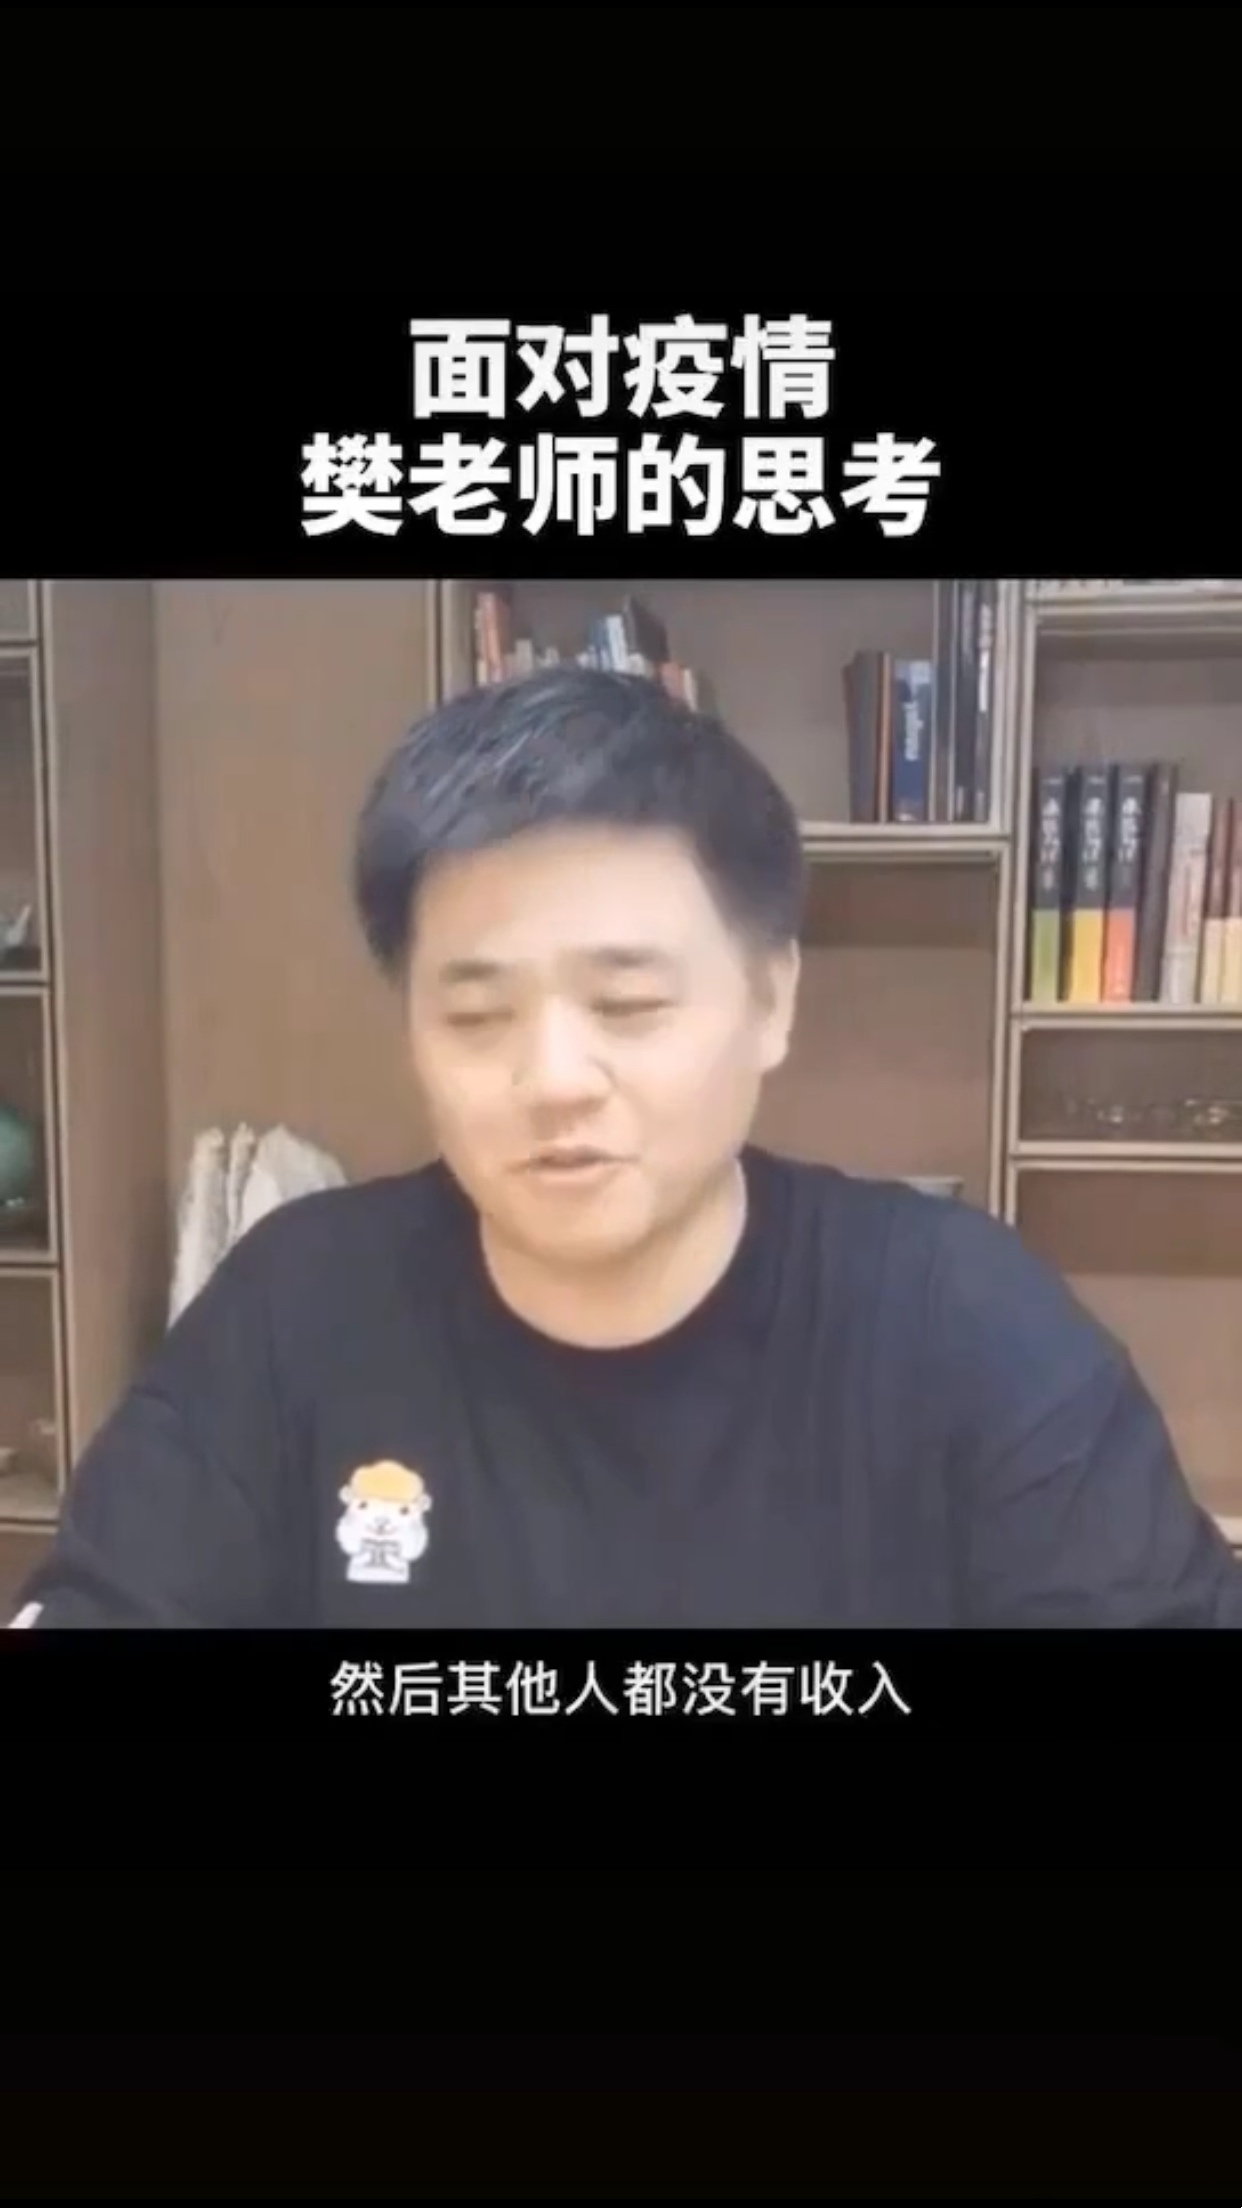 面对疫情
樊老师的思考
然后其他人都没有收入